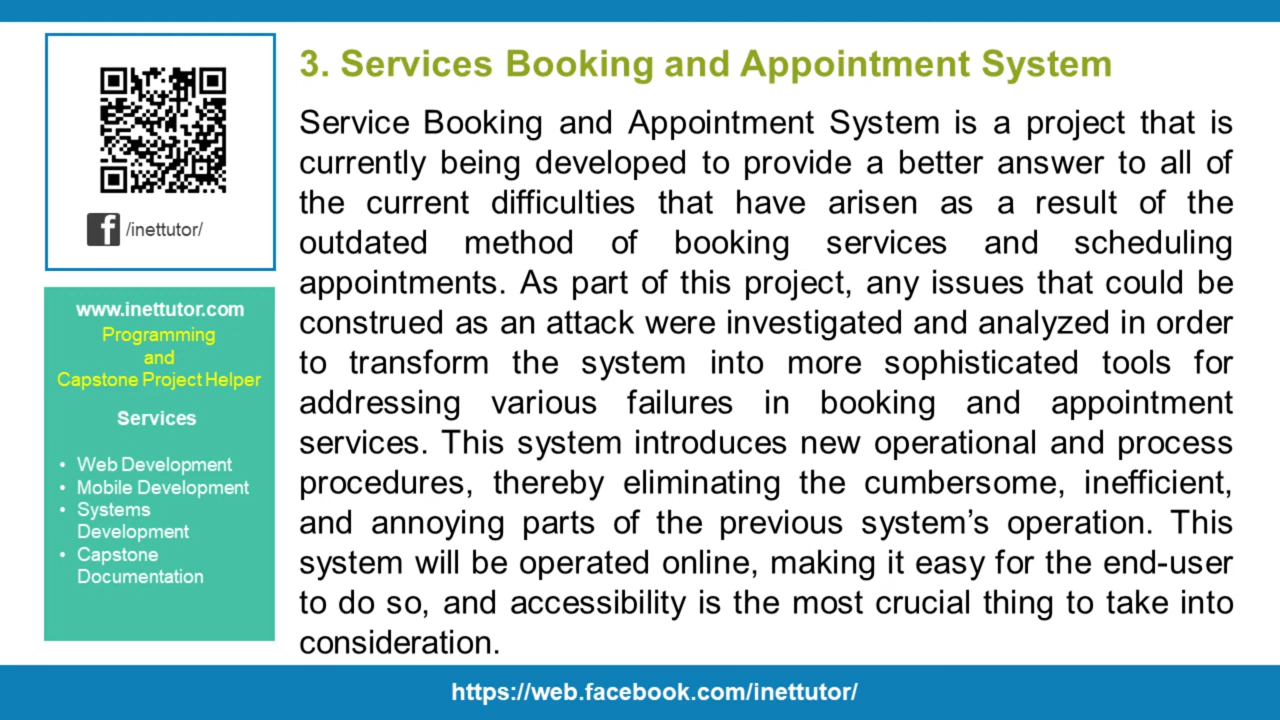 /inettutor/
www.inettutor.com
Programming
and
Capstone Project Helper
Services
• Web Development
• Mobile Development
• Systems
Development
• Capstone
Documentation
3. Services Booking and Appointment System
Service Booking and Appointment System is a project that is
currently being developed to provide a better answer to all of
the current difficulties that have arisen as a result of the
outdated method of booking services and scheduling
appointments. As part of this project, any issues that could be
construed as an attack were investigated and analyzed in order
to transform the system into more sophisticated tools for
addressing various failures in booking and appointment
services. This system introduces new operational and process
procedures, thereby eliminating the cumbersome, inefficient,
and annoying parts of the previous system’s operation. This
system will be operated online, making it easy for the end-user
to do so, and accessibility is the most crucial thing to take into
consideration.
https://web.facebook.com/inettutor/